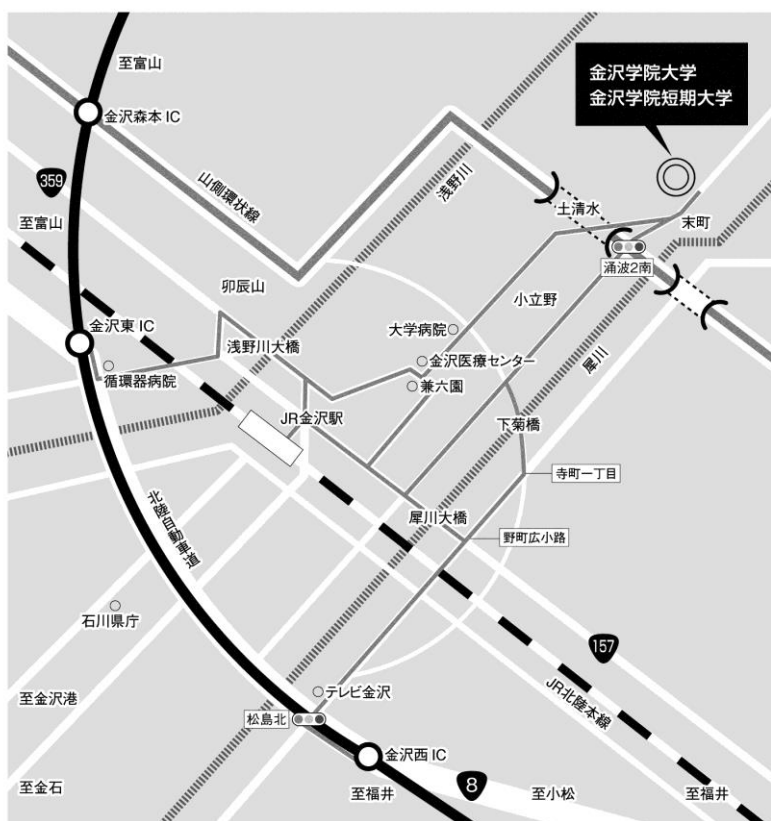 金沢学院大学
金沢学院短期大学
至富山
金沢森本 IC
359
山側環状線
浅野川
土清水
末町
至富山
涌波2南
卯辰山
小立野
金沢東 IC
大学病院
犀川
浅野川大橋
金沢医療センター
循環器病院
兼六園
JR金沢駅
下菊橋
寺町一丁目
北陸自動車道
犀川大橋
野町広小路
石川県庁
157
JR北陸本線
テレビ金沢
至金沢港
松島北
金沢西 IC
8
至金石
至福井
至小松
至福井